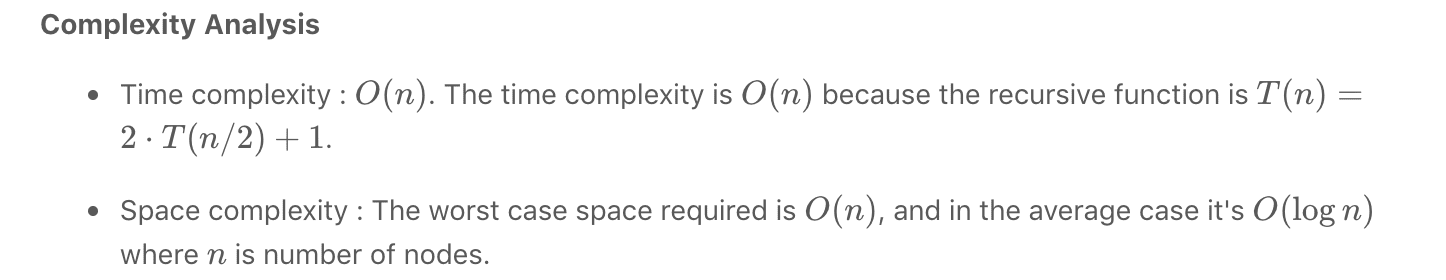 Complexity Analysis
• Time complexity : O(n). The time complexity is O(n) because the recursive function is T(n) =
2 · T(n/2) + 1.
• Space complexity : The worst case space required is O(n), and in the average case it's O(log n)
where n is number of nodes.